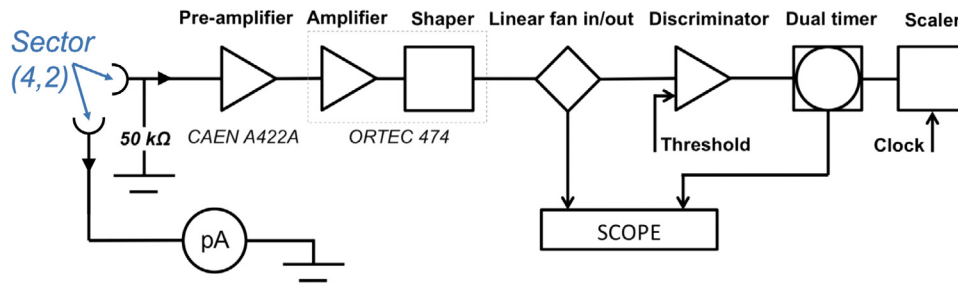 Pre-amplifier Amplifier Shaper Linear fan in/out Discriminator Dual timer Scaler
Sector
(4,2)
50 kΩ
CAEN A422A
ORTEC 474
Threshold
Clock
SCOPE
pA